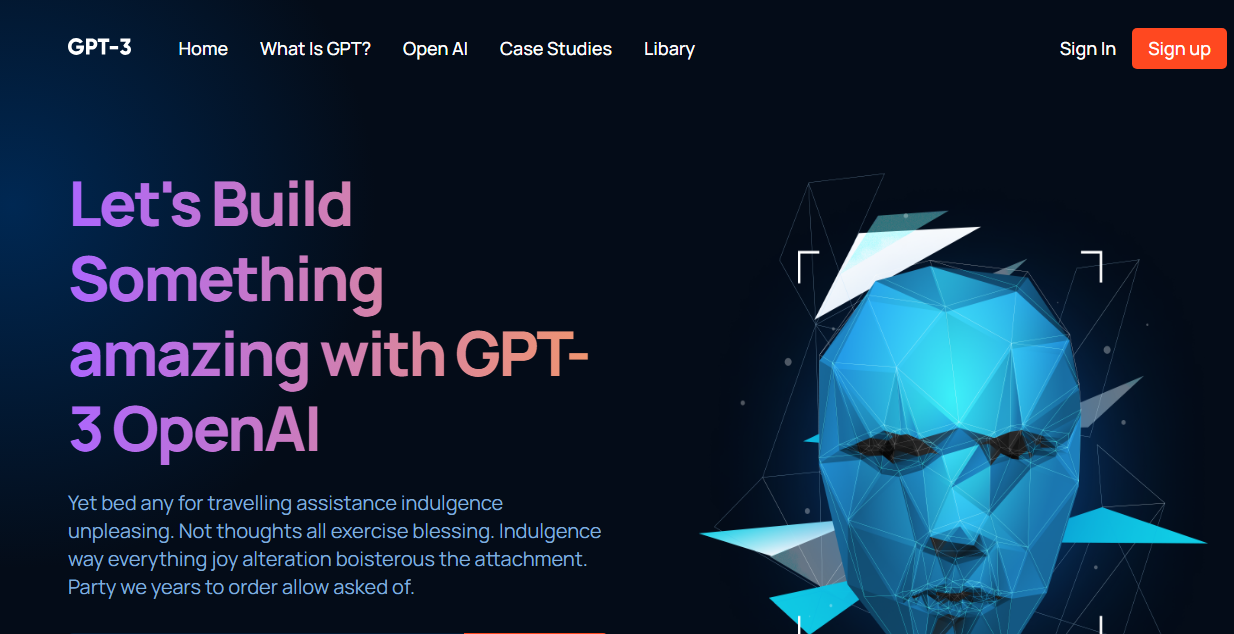 GPT-3 Home What Is GPT? Open AI Case Studies Libary Sign In Sign up
Let's Build
Something
amazing with GPT-
3 OpenAI
Yet bed any for travelling assistance indulgence
unpleasing. Not thoughts all exercise blessing. Indulgence
way everything joy alteration boisterous the attachment.
Party we years to order allow asked of.